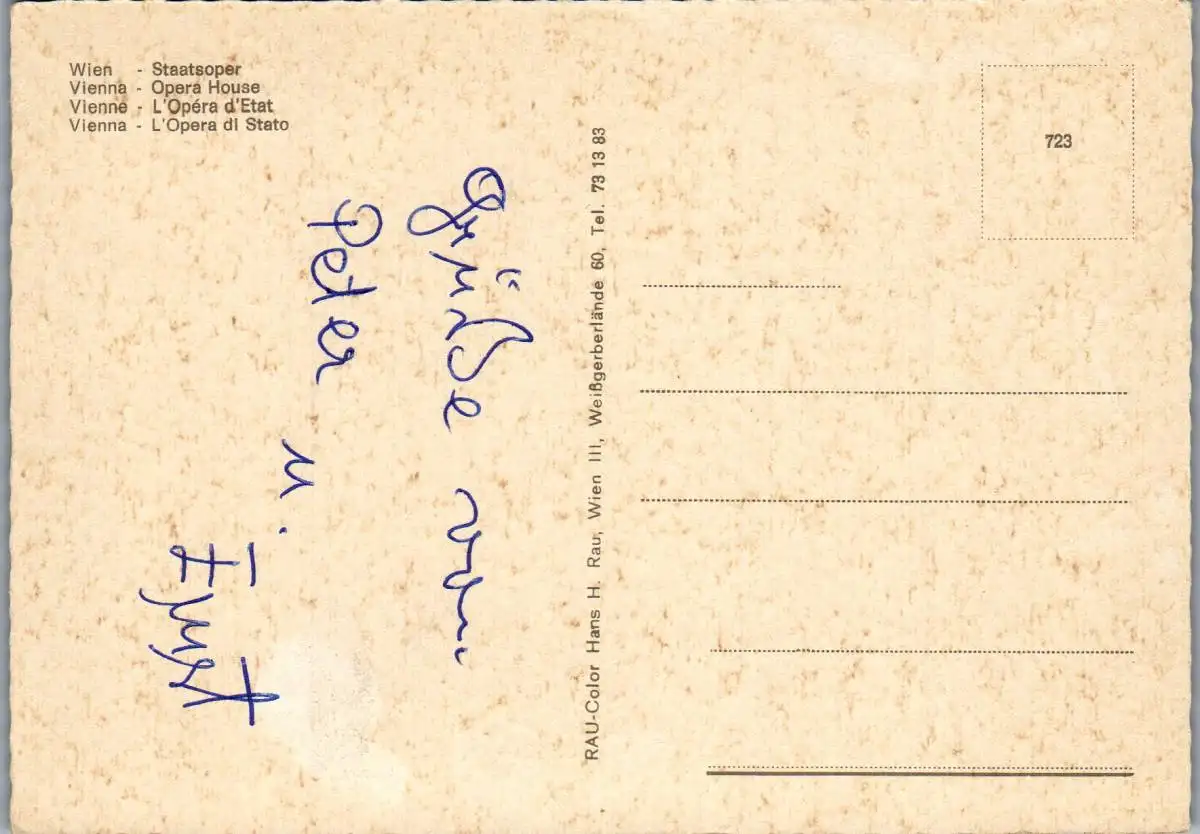 Wien - Staatsoper
Vienna - Opera House
Vienne - L'Opéra d'Etat
Vienna - L'Opera di Stato
Grüße von
Peter u.
Ernst
RAU-Color Hans H. Rau, Wien III, Weißgerberlände 60, Tel. 73 13 83
723